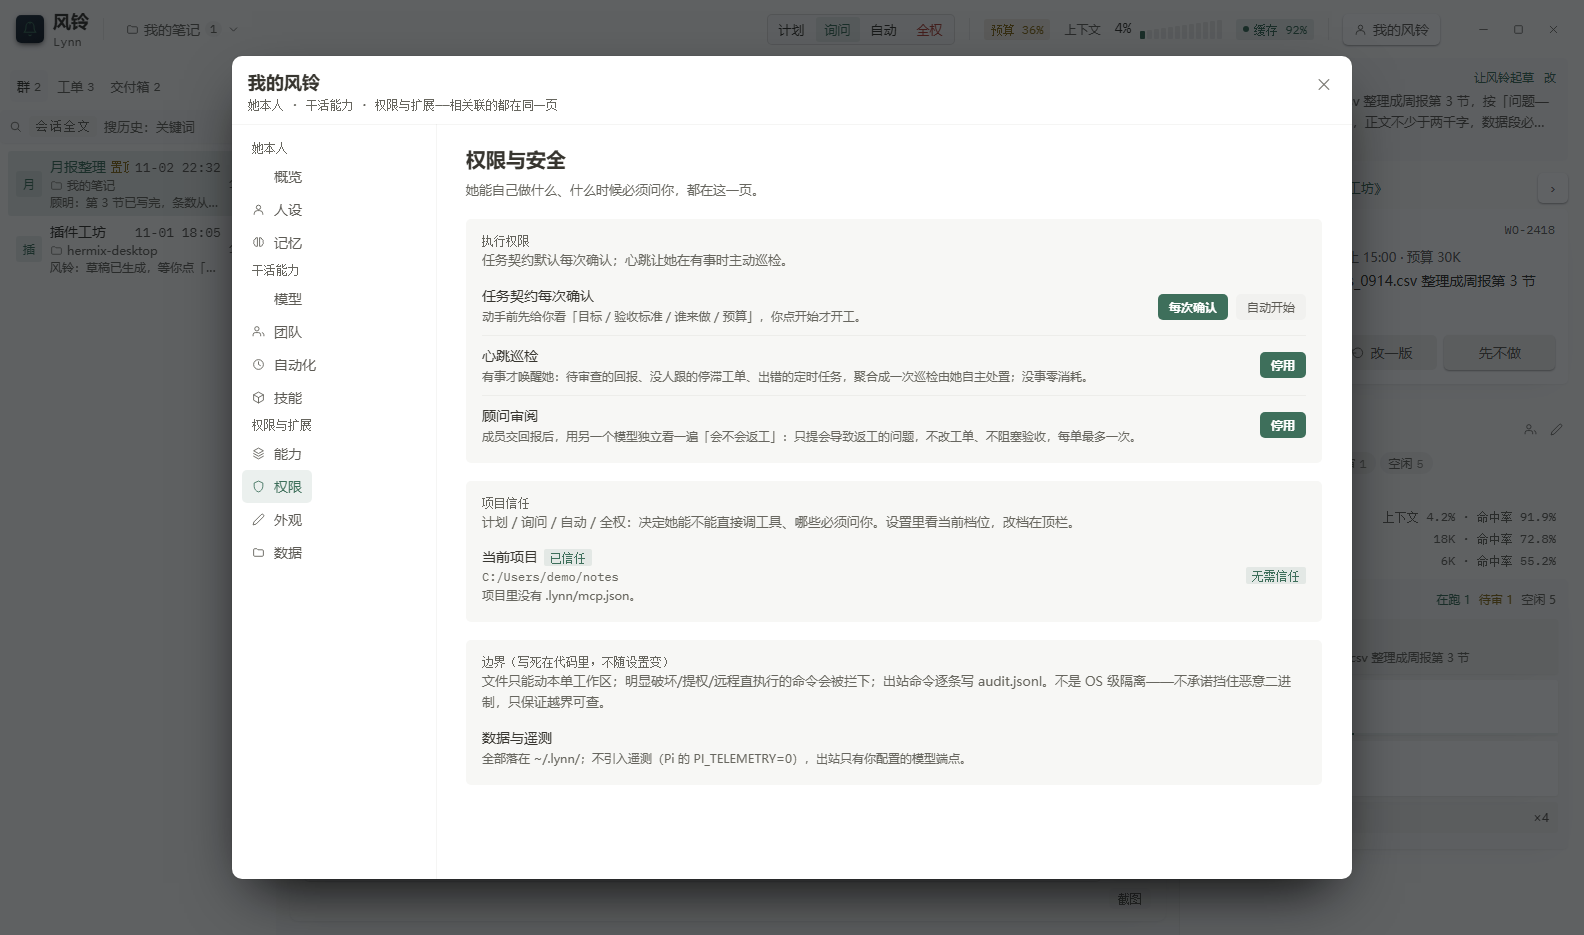 风铃
Lynn
我的笔记 1
计划 询问 自动 全权
预算 36%
上下文 4%
缓存 92%
我的风铃
群 2 工单 3 交付箱 2
会话全文 搜历史：关键词
月
月报整理 置顶 11-02 22:32
我的笔记
顾明：第 3 节已写完，条数从...
插
插件工坊 11-01 18:05
hermix-desktop
风铃：草稿已生成，等你点「...
我的风铃
她本人 · 干活能力 · 权限与扩展——相关联的都在同一页
她本人
概览
人设
记忆
干活能力
模型
团队
自动化
技能
权限与扩展
能力
权限
外观
数据
权限与安全
她能自己做什么、什么时候必须问你，都在这一页。
执行权限
任务契约默认每次确认；心跳让她在有事时主动巡检。
任务契约每次确认
动手前先给你看「目标 / 验收标准 / 谁来做 / 预算」，你点开始才开工。
每次确认 自动开始
心跳巡检
有事才唤醒她：待审查的回报、没人跟的停滞工单、出错的定时任务，聚合成一次巡检由她自主处置；没事零消耗。
停用
顾问审阅
成员交回报后，用另一个模型独立看一遍「会不会返工」：只提会导致返工的问题，不改工单、不阻塞验收，每单最多一次。
停用
项目信任
计划 / 询问 / 自动 / 全权：决定她能不能直接调工具、哪些必须问你。设置里看当前档位，改档在顶栏。
当前项目 已信任
C:/Users/demo/notes
项目里没有 .lynn/mcp.json。
无需信任
边界（写死在代码里，不随设置变）
文件只能动本单工作区；明显破坏/提权/远程直执行的命令会被拦下；出站命令逐条写 audit.jsonl。不是 OS 级隔离——不承诺挡住恶意二进
制，只保证越界可查。
数据与遥测
全部落在 ~/.lynn/；不引入遥测（Pi 的 PI_TELEMETRY=0），出站只有你配置的模型端点。
让风铃起草 改
v 整理成周报第 3 节，按「问题—
，正文不少于两千字，数据段必...
工坊》
WO-2418
15:00 · 预算 30K
_0914.csv 整理成周报第 3 节
改一版 先不做
1 空闲 5
上下文 4.2% · 命中率 91.9%
18K · 命中率 72.8%
6K · 命中率 55.2%
在跑 1 待审 1 空闲 5
csv 整理成周报第 3 节
×4
截图